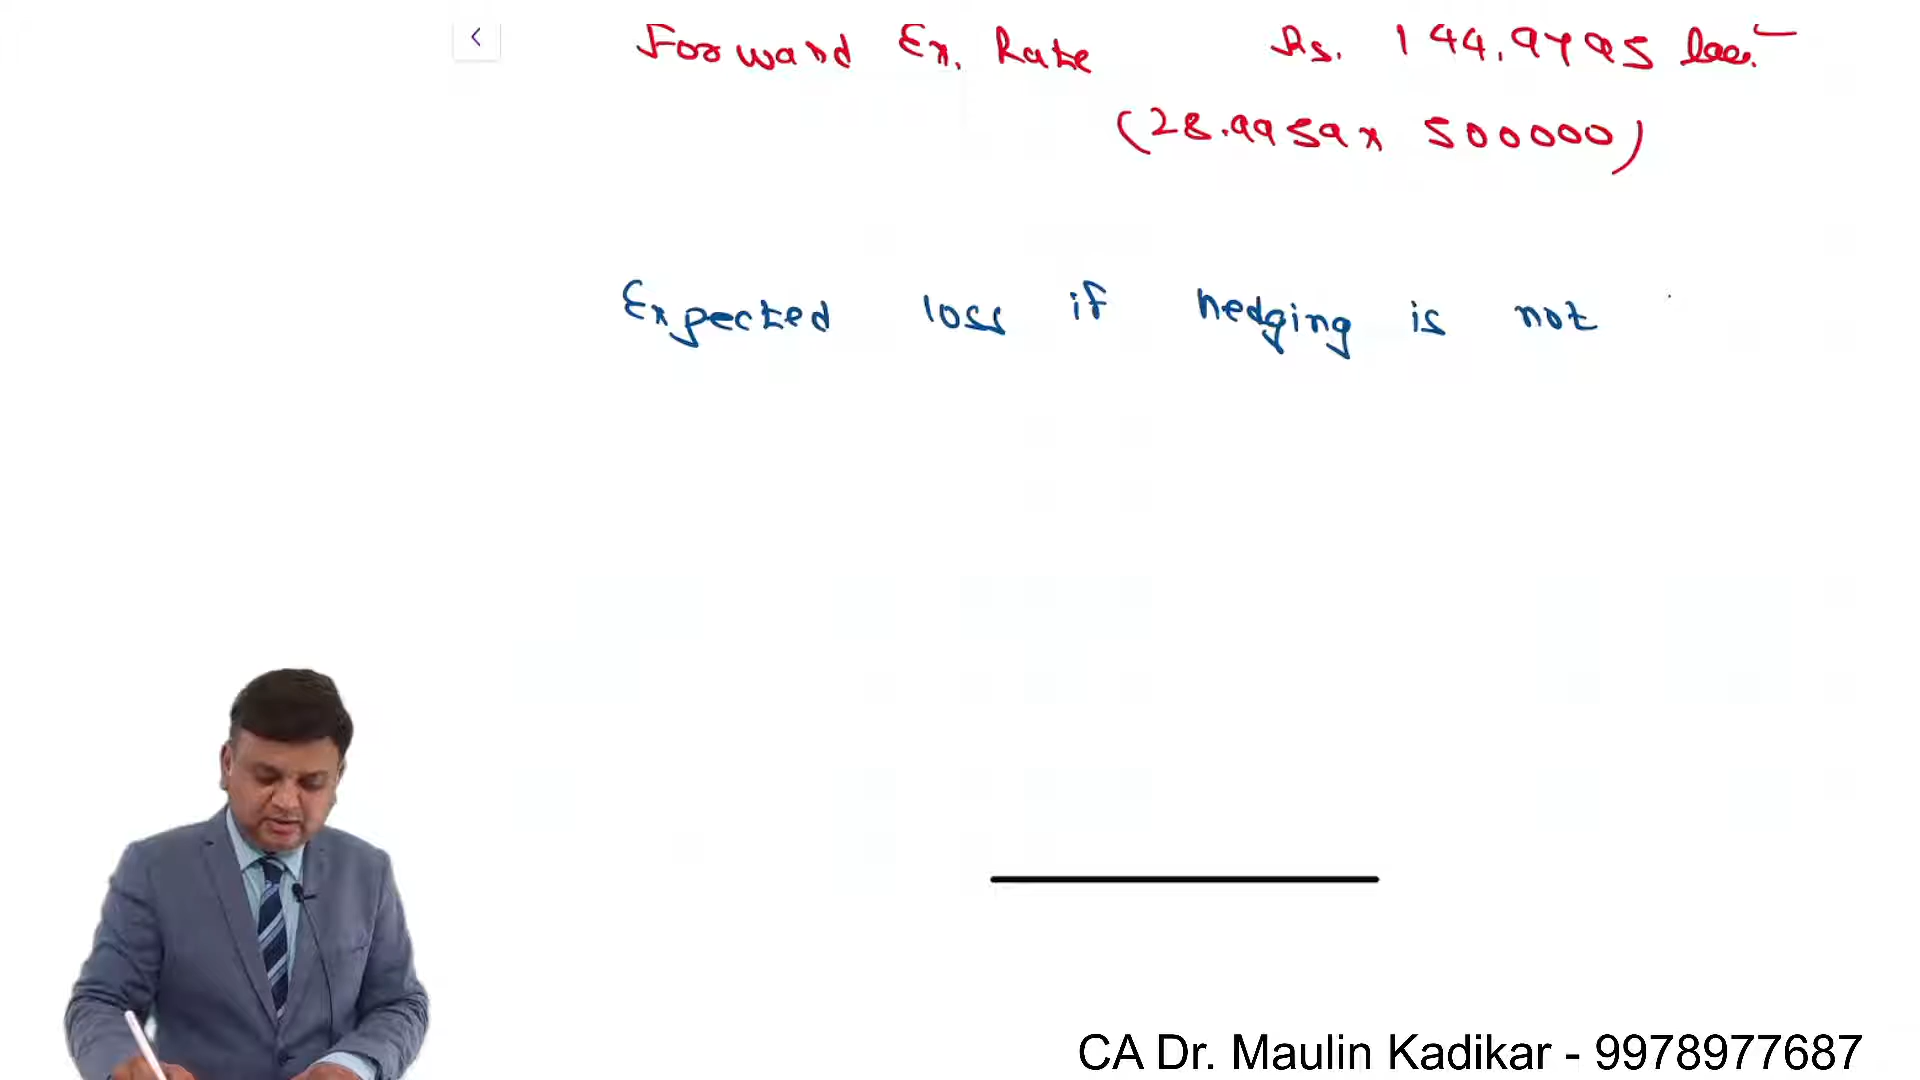 Forward Ex. Rate Rs. 144.9795 lac.
(28.9959 x 500000)
Expected loss if hedging is not
CA Dr. Maulin Kadikar - 9978977687